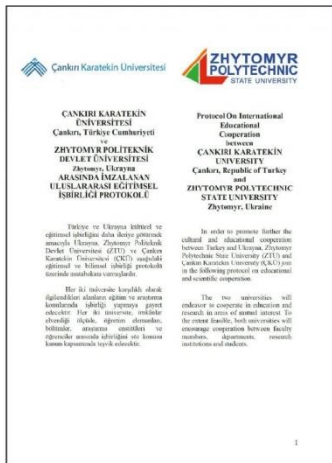 Çankırı Karatekin Üniversitesi
ZHYTOMYR
POLYTECHNIC
STATE UNIVERSITY
ÇANKIRI KARATEKİN
ÜNİVERSİTESİ
Çankırı, Türkiye Cumhuriyeti
ve
ZHYTOMYR POLİTEKNİK
DEVLET ÜNİVERSİTESİ
Zhytomyr, Ukrayna
ARASINDA İMZALANAN
ULUSLARARASI EĞİTİMSEL
İŞBİRLİĞİ PROTOKOLÜ
Türkiye ve Ukrayna kültürel ve
eğitimsel işbirliğini daha ileriye götürmek
amacıyla Ukrayna, Zhytomyr Politeknik
Devlet Üniversitesi (ZTU) ve Çankırı
Karatekin Üniversitesi (ÇKÜ) aşağıdaki
eğitimsel ve bilimsel işbirliği protokolü
üzerinde mutabakata varmışlardır.
Her iki üniversite karşılıklı olarak
ilgilendikleri alanların eğitim ve araştırma
konularında işbirliği yapmaya gayret
edecektir. Her iki üniversite, imkânlar
elverdiği ölçüde, öğretim elemanları,
bölümler, araştırma enstitüleri ve
öğrenciler arasında işbirliğini söz konusu
kanun kapsamında teşvik edecektir.
Protocol On International
Educational
Cooperation
between
ÇANKIRI KARATEKİN
UNIVERSITY
Çankırı, Republic of Turkey
and
ZHYTOMYR POLYTECHNIC
STATE UNIVERSITY
Zhytomyr, Ukraine
In order to promote further the
cultural and educational cooperation
between Turkey and Ukrayna, Zhytomyr
Polytechnic State University (ZTU) and
Çankırı Karatekin University (ÇKÜ) join
in the following protocol on educational
and scientific cooperation.
The two universities will
endeavor to cooperate in education and
research in areas of mutual interest. To
the extent feasible, both universities will
encourage cooperation between faculty
members, departments, research
institutions and students.
1